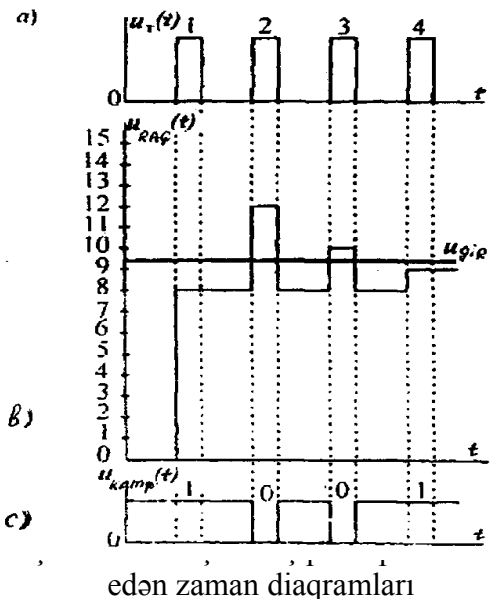 a)
u_т(t) 1 2 3 4
0 t
u_RAÇ(t)
15
14
13
12
11
10
u_gir
9
8
7
6
5
4
3
2
b)
1
0 t
u_kamp(t)
1 0 0 1
c)
0 t
edən zaman diaqramları